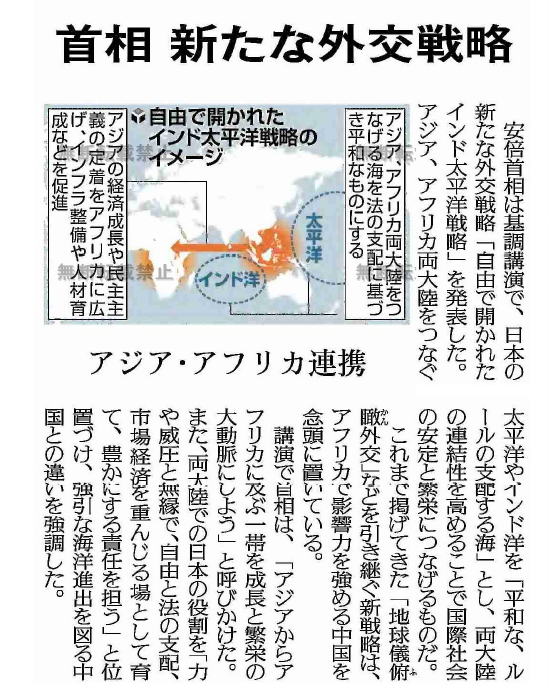 首相 新たな外交戦略
安倍首相は基調講演で、日本の
新たな外交戦略「自由で開かれた
インド太平洋戦略」を発表した。
アジア、アフリカ両大陸をつなぐ
自由で開かれた
インド太平洋戦略の
イメージ
アジア・アフリカ両大陸をつ
なげる海を法の支配に基づ
き平和なものにする
アジアの経済成長や民主主
義の定着をアフリカに広
げ、インフラ整備や人材育
成などを促進
太平洋
インド洋
無断転載禁止
無断転載禁止
アジア・アフリカ連携
太平洋やインド洋を「平和な、ル
ールの支配する海」とし、両大陸
の連結性を高めることで国際社会
の安定と繁栄につなげるものだ。
これまで掲げてきた「地球儀俯
瞰外交」などを引き継ぐ新戦略は、
アフリカで影響力を強める中国を
念頭に置いている。
講演で首相は、「アジアからア
フリカに及ぶ一帯を成長と繁栄の
大動脈にしよう」と呼びかけた。
また、両大陸での日本の役割を「力
や威圧と無縁で、自由と法の支配、
市場経済を重んじる場として育
て、豊かにする責任を担う」と位
置づけ、強引な海洋進出を図る中
国との違いを強調した。